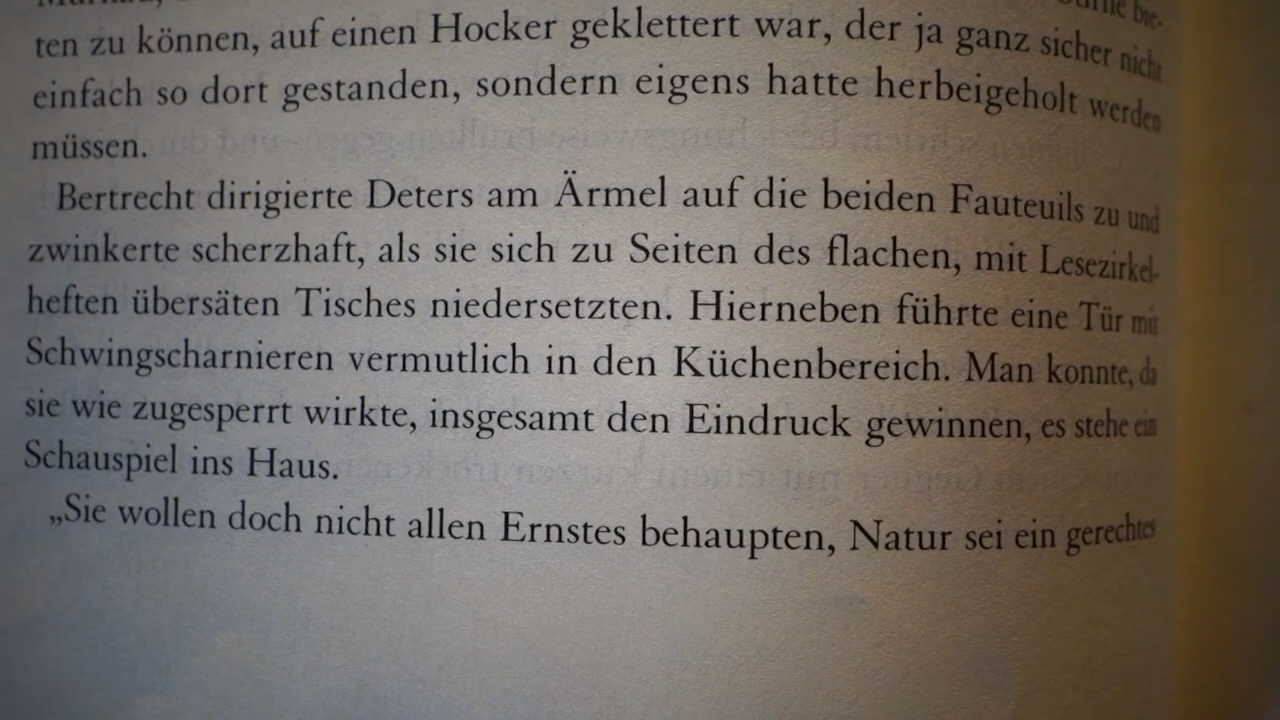 ten zu können, auf einen Hocker geklettert war, der ja ganz sicher nicht
einfach so dort gestanden, sondern eigens hatte herbeigeholt werden
müssen.
Bertrecht dirigierte Deters am Ärmel auf die beiden Fauteuils zu und
zwinkerte scherzhaft, als sie sich zu Seiten des flachen, mit Lesezirkel-
heften übersäten Tisches niedersetzten. Hierneben führte eine Tür mit
Schwingscharnieren vermutlich in den Küchenbereich. Man konnte, da
sie wie zugesperrt wirkte, insgesamt den Eindruck gewinnen, es stehe ein
Schauspiel ins Haus.
„Sie wollen doch nicht allen Ernstes behaupten, Natur sei ein gerechtes